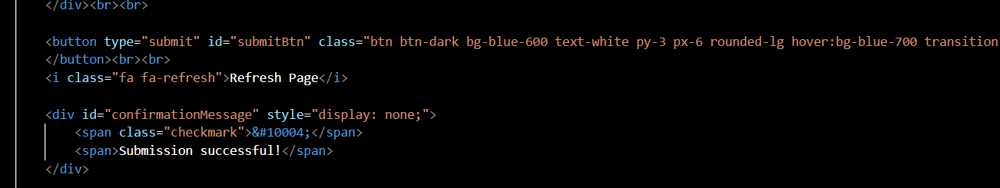 </div><br><br>
<button type="submit" id="submitBtn" class="btn btn-dark bg-blue-600 text-white py-3 px-6 rounded-lg hover:bg-blue-700 transition
</button><br><br>
<i class="fa fa-refresh">Refresh Page</i>
<div id="confirmationMessage" style="display: none;">
<span class="checkmark">&#10004;</span>
<span>Submission successful!</span>
</div>